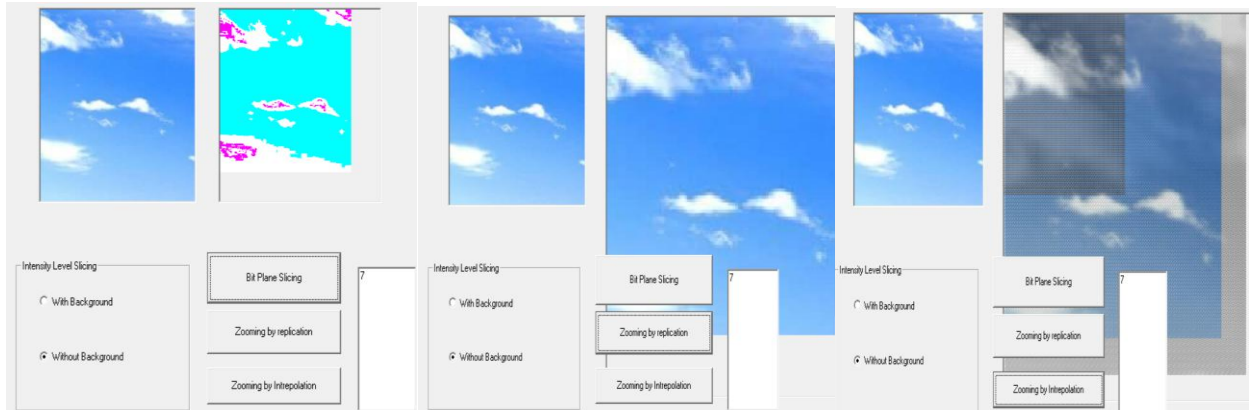 Intensity Level Slicing
With Background
Without Background
Bit Plane Slicing
Zooming by replication
Zooming by Intrepolation
7
Intensity Level Slicing
With Background
Without Background
Bit Plane Slicing
Zooming by replication
Zooming by Intrepolation
7
Intensity Level Slicing
With Background
Without Background
Bit Plane Slicing
Zooming by replication
Zooming by Intrepolation
7